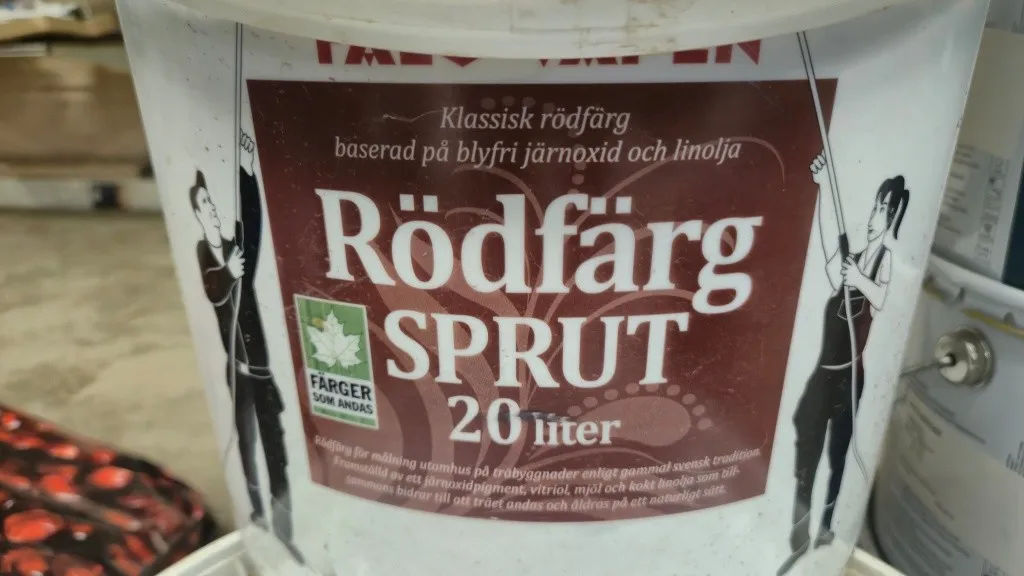 Klassisk rödfärg
baserad på blyfri järnoxid och linolja
Rödfärg
SPRUT
20 liter
FÄRGER
SOM ANDAS
Rödfärg för målning utomhus på träbyggnader enligt gammal svensk tradition.
Framställd av ett järnoxidpigment, vitriol, mjöl och kokt linolja som till-
sammans bidrar till att trået andas och åldras på ett naturligt sätt.